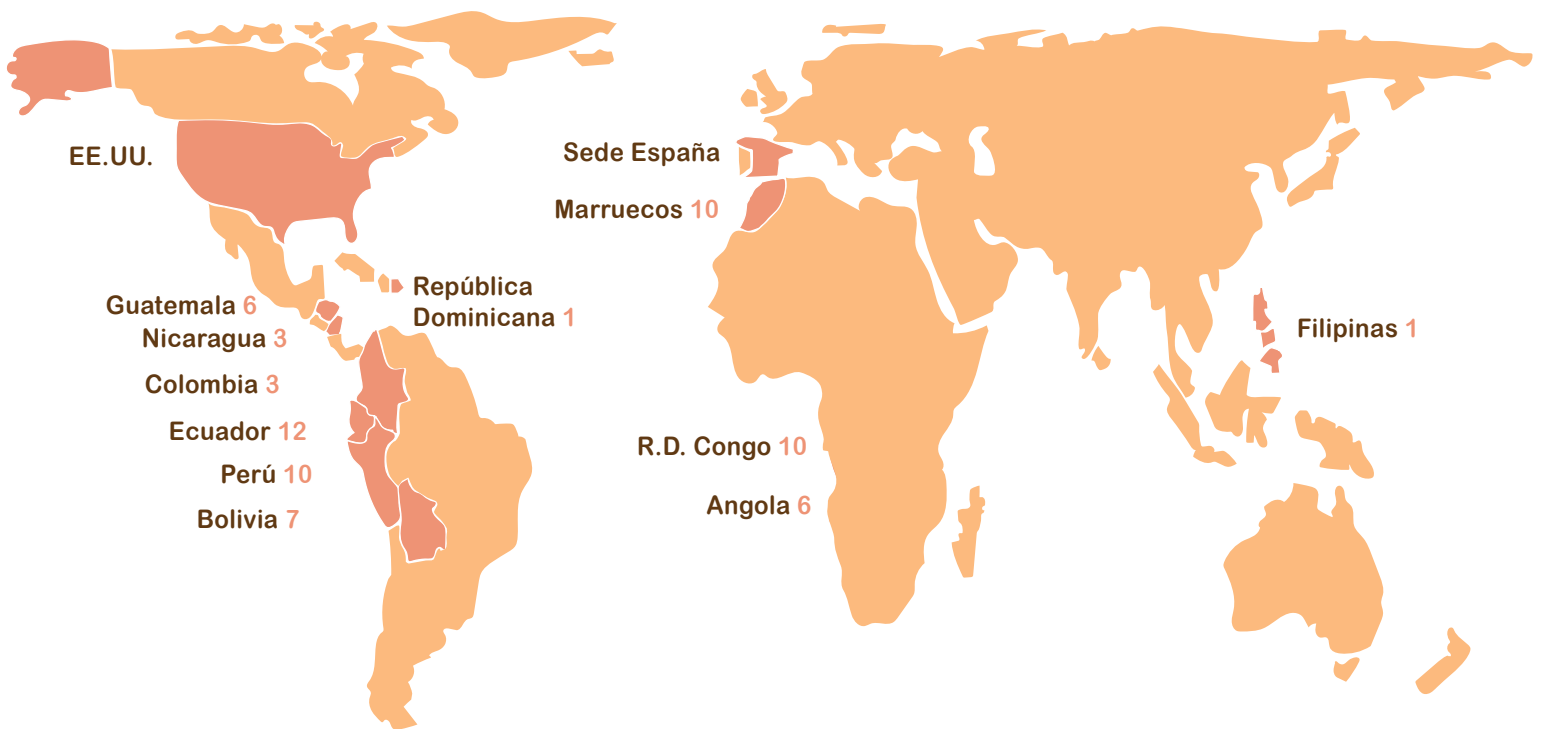 EE.UU.
Sede España
Marruecos 10
República
Dominicana 1
Guatemala 6
Nicaragua 3
Filipinas 1
Colombia 3
Ecuador 12
R.D. Congo 10
Perú 10
Angola 6
Bolivia 7